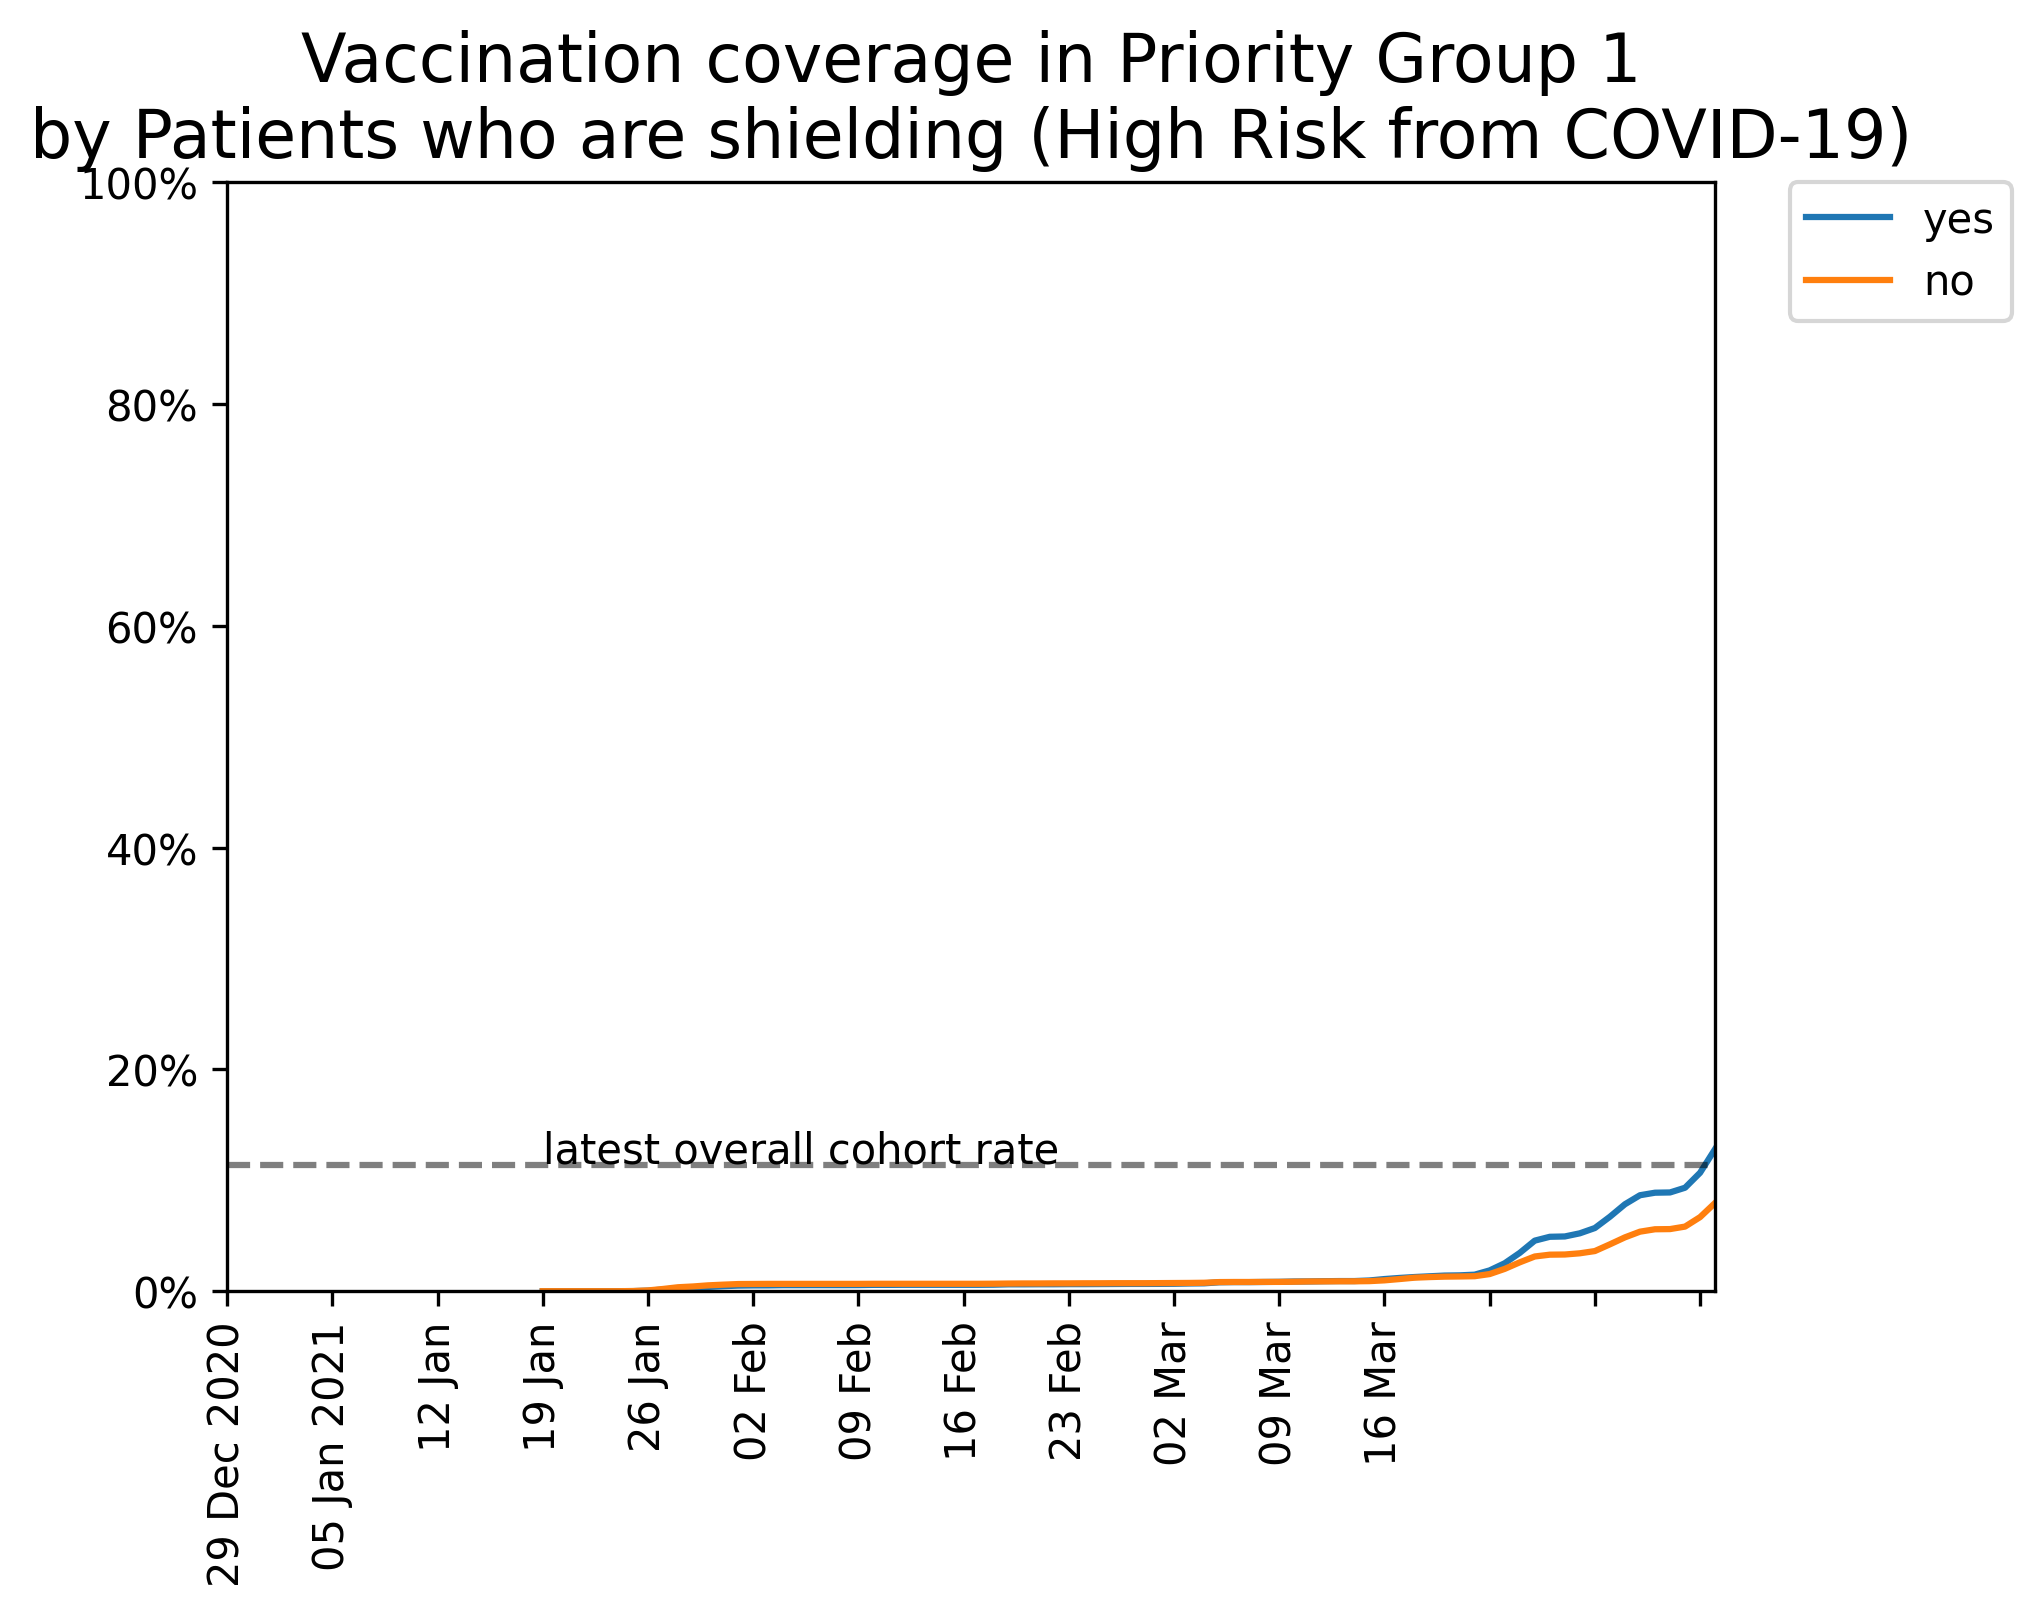 Vaccination coverage in Priority Group 1
by Patients who are shielding (High Risk from COVID-19)
100%
80%
60%
40%
20%
0%
latest overall cohort rate
yes
no
29 Dec 2020
05 Jan 2021
12 Jan
19 Jan
26 Jan
02 Feb
09 Feb
16 Feb
23 Feb
02 Mar
09 Mar
16 Mar